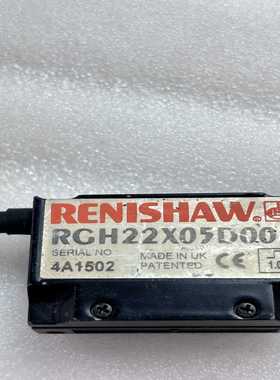 RENISHAW
RGH22X05D00
SERIAL NO
4A1502
MADE IN UK
PATENTED
CE